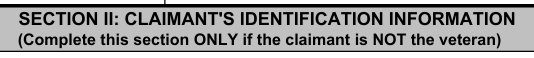 SECTION II: CLAIMANT'S IDENTIFICATION INFORMATION
(Complete this section ONLY if the claimant is NOT the veteran)